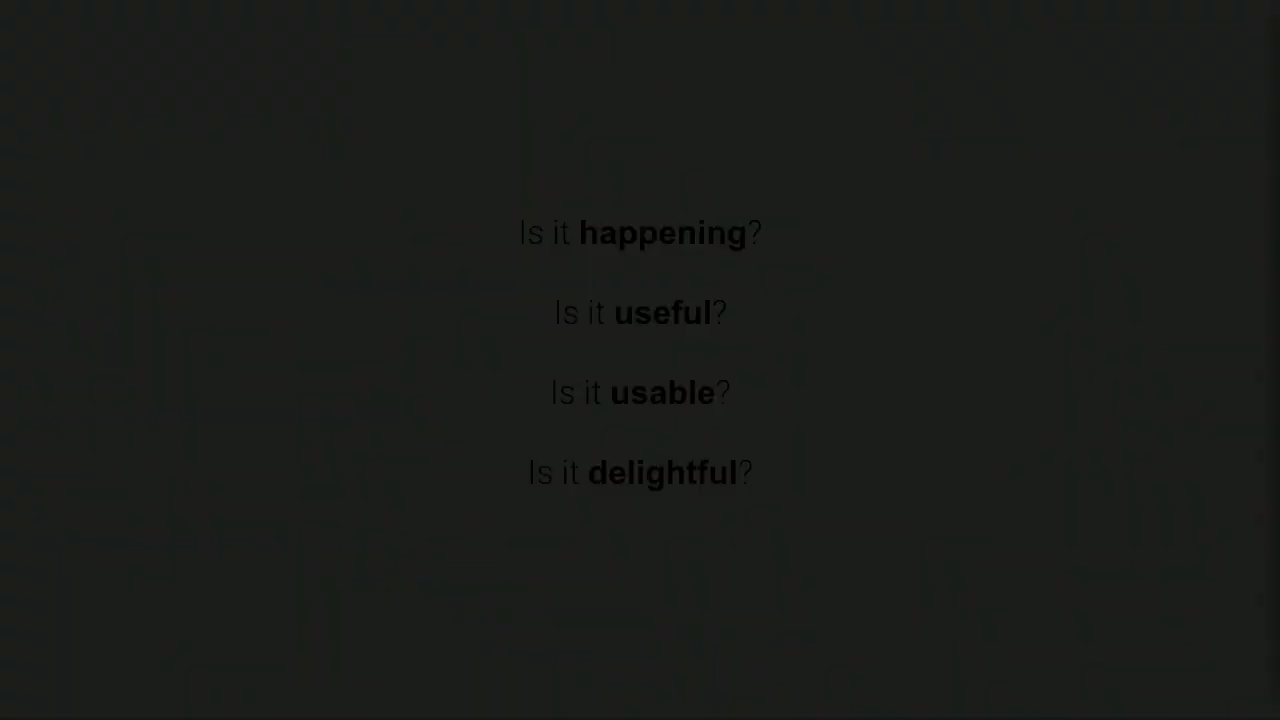 Is it happening?
Is it useful?
Is it usable?
Is it delightful?